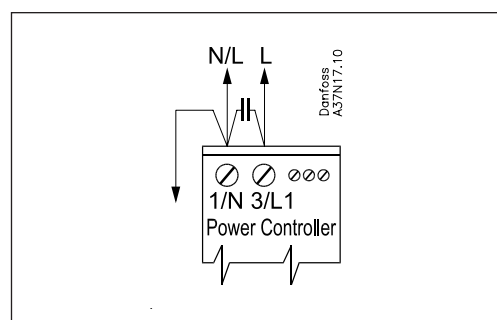 N/L L
Danfoss
A37N17.10
1/N 3/L1
Power Controller